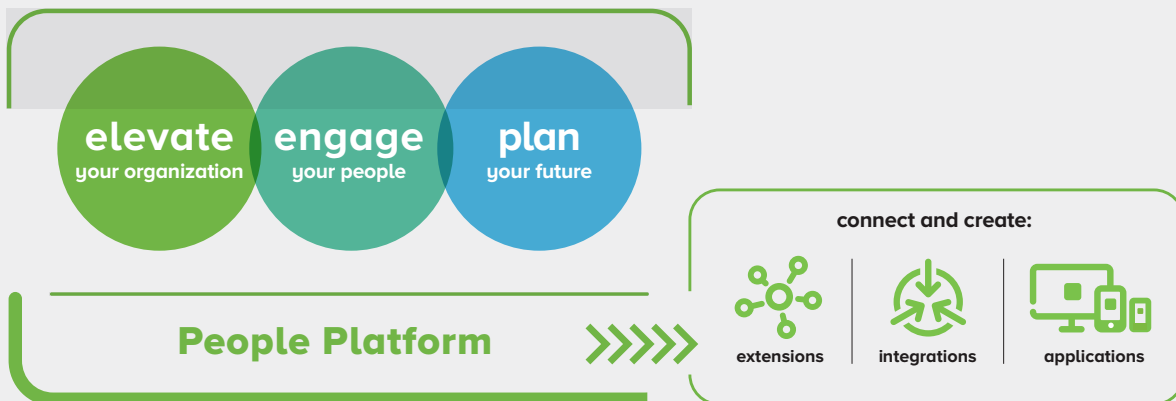 elevate
your organization
engage
your people
plan
your future
People Platform
connect and create:
extensions
integrations
applications